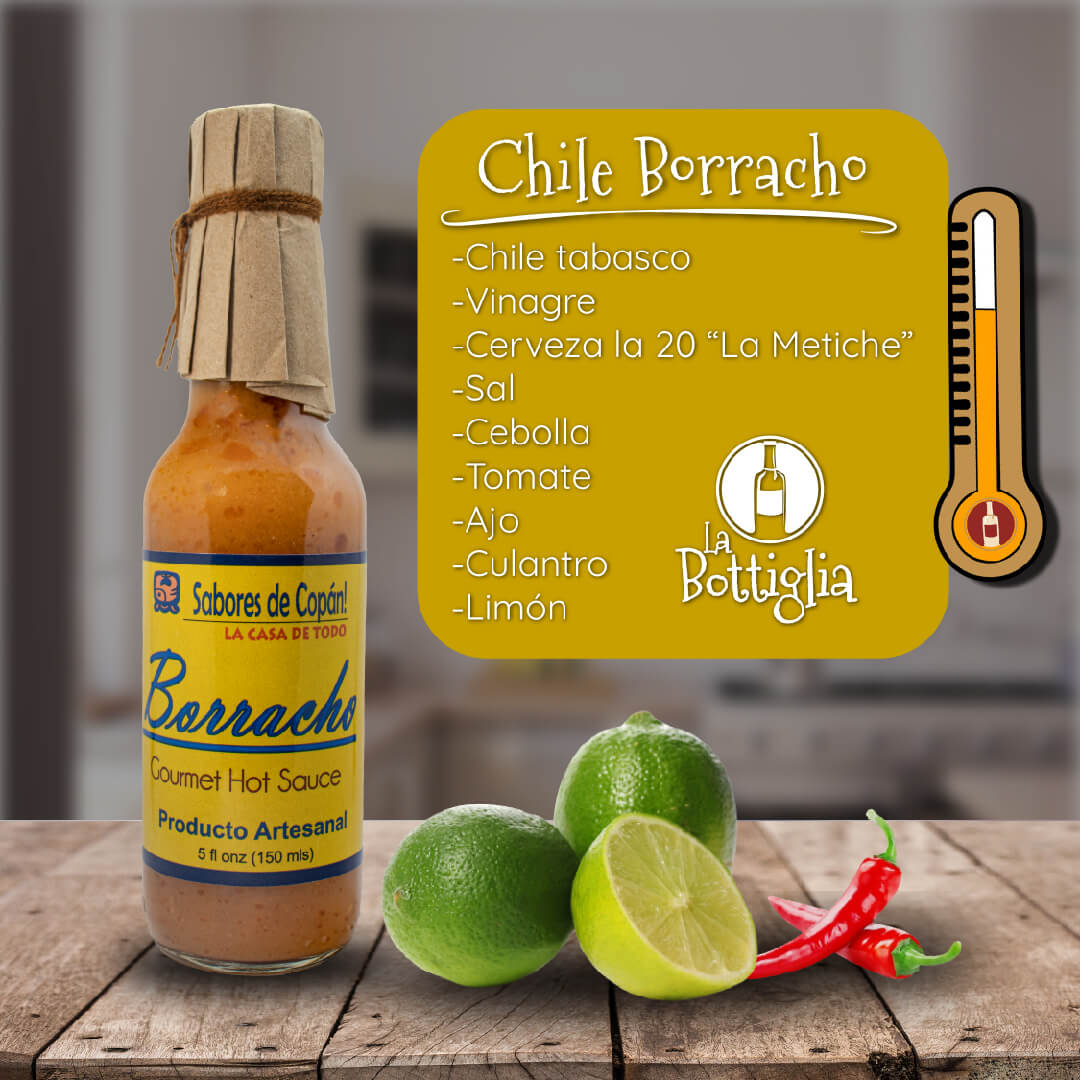 Chile Borracho
-Chile tabasco
-Vinagre
-Cerveza la 20 “La Metiche”
-Sal
-Cebolla
-Tomate
-Ajo
-Culantro
-Limón
La
Bottiglia
Sabores de Copán!
LA CASA DE TODO
Borracho
Gourmet Hot Sauce
Producto Artesanal
5 fl onz (150 mls)